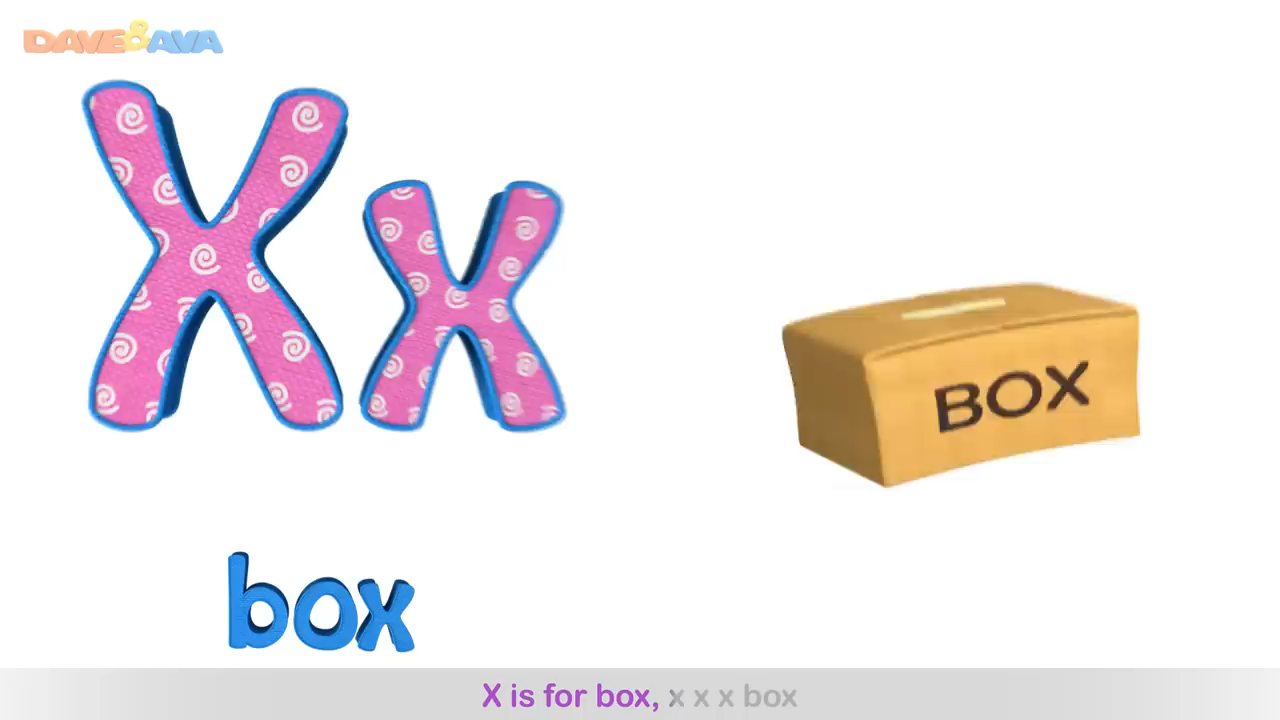 DAVE&AVA
Xx
BOX
box
X is for box, x x x box